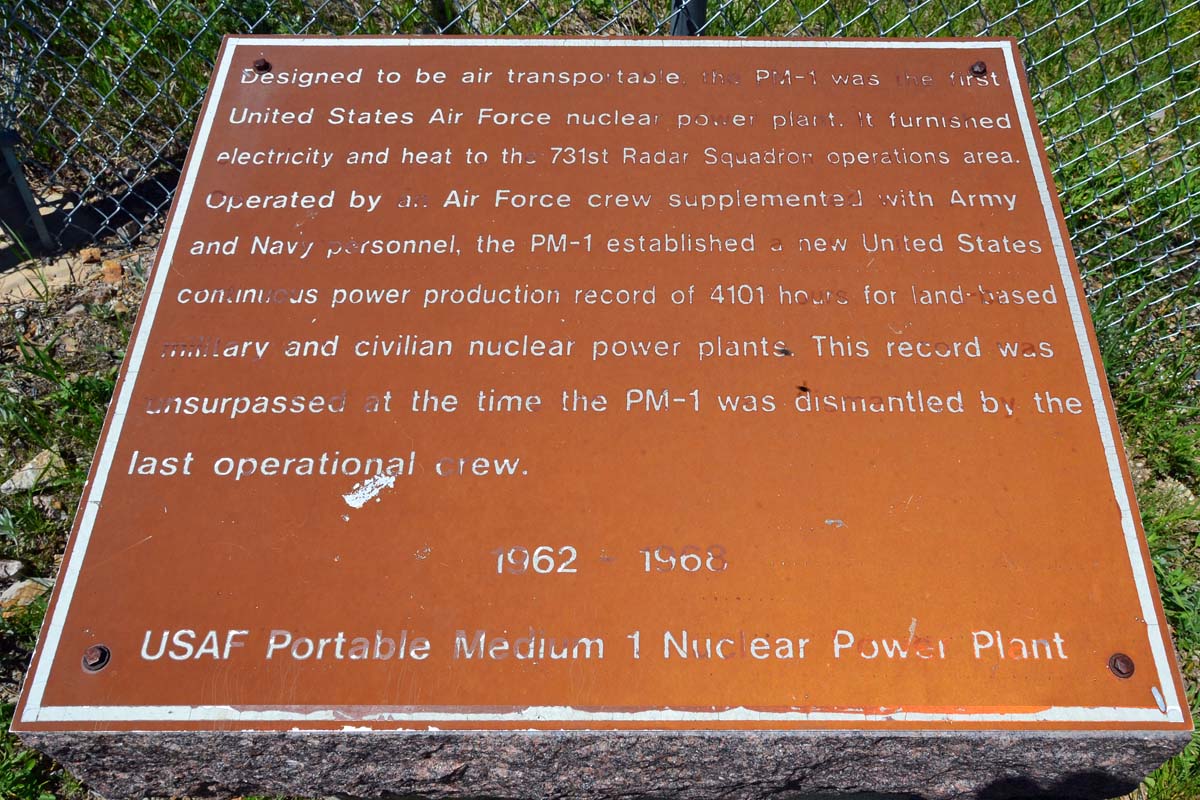 Designed to be air transportable, the PM-1 was the first
United States Air Force nuclear power plant. It furnished
electricity and heat to the 731st Radar Squadron operations area.
Operated by an Air Force crew supplemented with Army
and Navy personnel, the PM-1 established a new United States
continuous power production record of 4101 hours for land-based
military and civilian nuclear power plants. This record was
unsurpassed at the time the PM-1 was dismantled by the
last operational crew.
1962 - 1968
USAF Portable Medium 1 Nuclear Power Plant